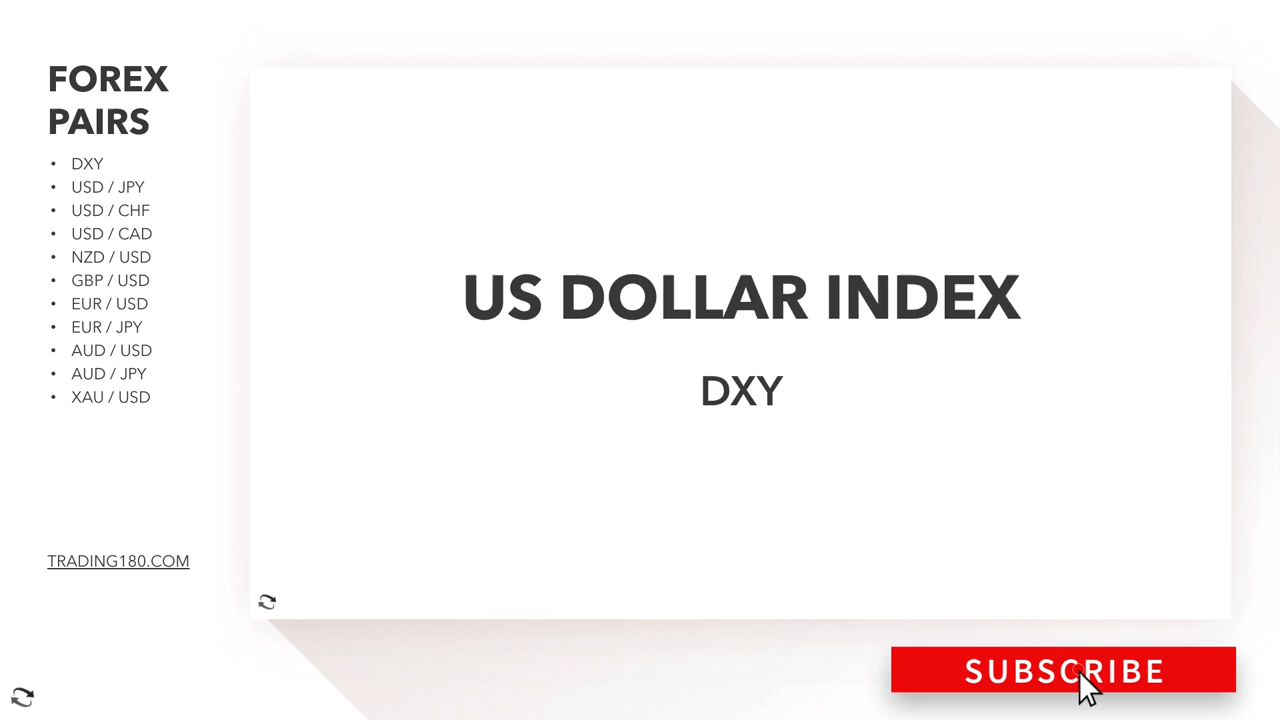 FOREX
PAIRS
• DXY
• USD / JPY
• USD / CHF
• USD / CAD
• NZD / USD
• GBP / USD
• EUR / USD
• EUR / JPY
• AUD / USD
• AUD / JPY
• XAU / USD
TRADING180.COM
US DOLLAR INDEX
DXY
SUBSCRIBE